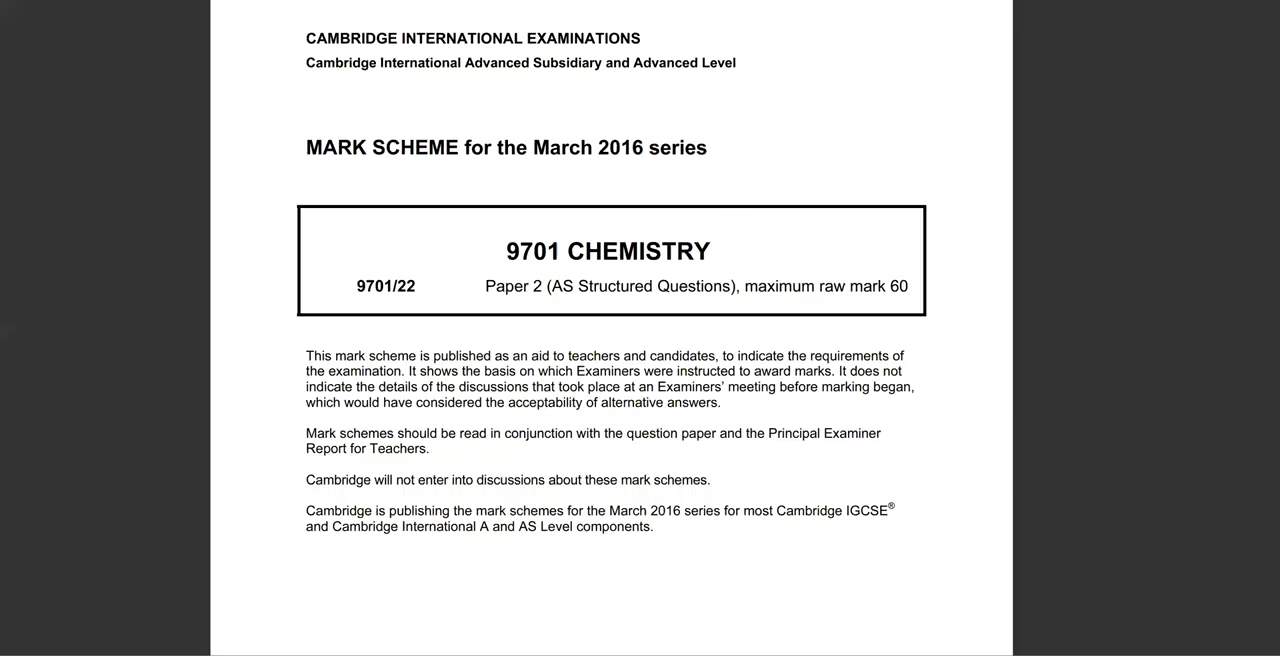 CAMBRIDGE INTERNATIONAL EXAMINATIONS
Cambridge International Advanced Subsidiary and Advanced Level
MARK SCHEME for the March 2016 series
9701 CHEMISTRY
9701/22 Paper 2 (AS Structured Questions), maximum raw mark 60
This mark scheme is published as an aid to teachers and candidates, to indicate the requirements of
the examination. It shows the basis on which Examiners were instructed to award marks. It does not
indicate the details of the discussions that took place at an Examiners’ meeting before marking began,
which would have considered the acceptability of alternative answers.
Mark schemes should be read in conjunction with the question paper and the Principal Examiner
Report for Teachers.
Cambridge will not enter into discussions about these mark schemes.
Cambridge is publishing the mark schemes for the March 2016 series for most Cambridge IGCSE®
and Cambridge International A and AS Level components.